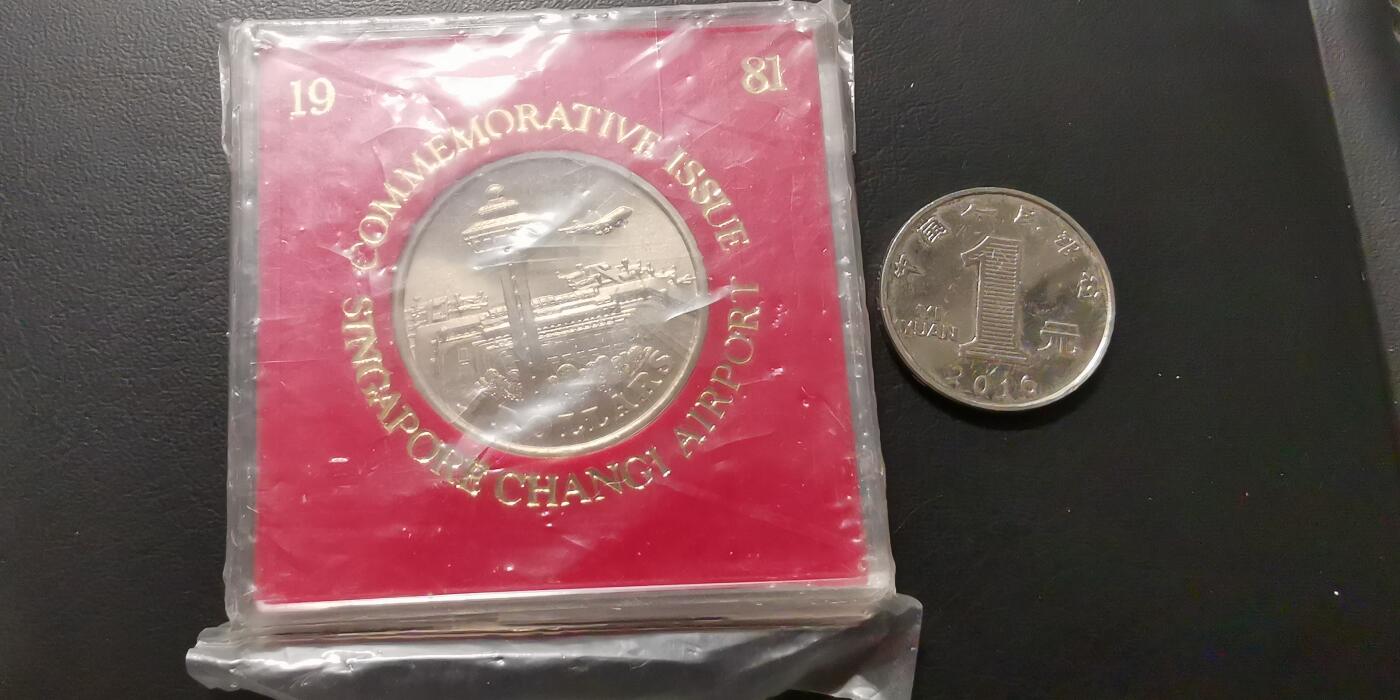 19 81
COMMEMORATIVE ISSUE
SINGAPORE CHANGI AIRPORT
中国人民银行
1
YI
YUAN
元
2016